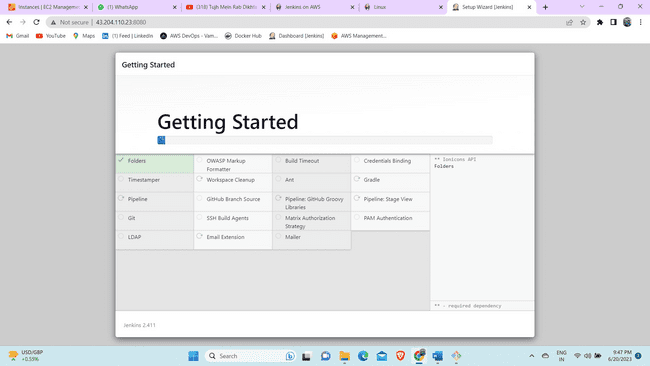 Instances | EC2 Managemen
(1) WhatsApp
(318) Tujh Mein Rab Dikhta
Jenkins on AWS
Linux
Setup Wizard [Jenkins]
Not secure | 43.204.110.23:8080
Gmail
YouTube
Maps
(1) Feed | LinkedIn
AWS DevOps - Vam...
Docker Hub
Dashboard [Jenkins]
AWS Management...
Getting Started
Getting Started
Folders
OWASP Markup Formatter
Build Timeout
Credentials Binding
** Ionicons API
Folders
Timestamper
Workspace Cleanup
Ant
Gradle
Pipeline
GitHub Branch Source
Pipeline: GitHub Groovy Libraries
Pipeline: Stage View
Git
SSH Build Agents
Matrix Authorization Strategy
PAM Authentication
LDAP
Email Extension
Mailer
** - required dependency
Jenkins 2.411
USD/GBP
+0.55%
Search
ENG
IN
9:47 PM
6/20/2023